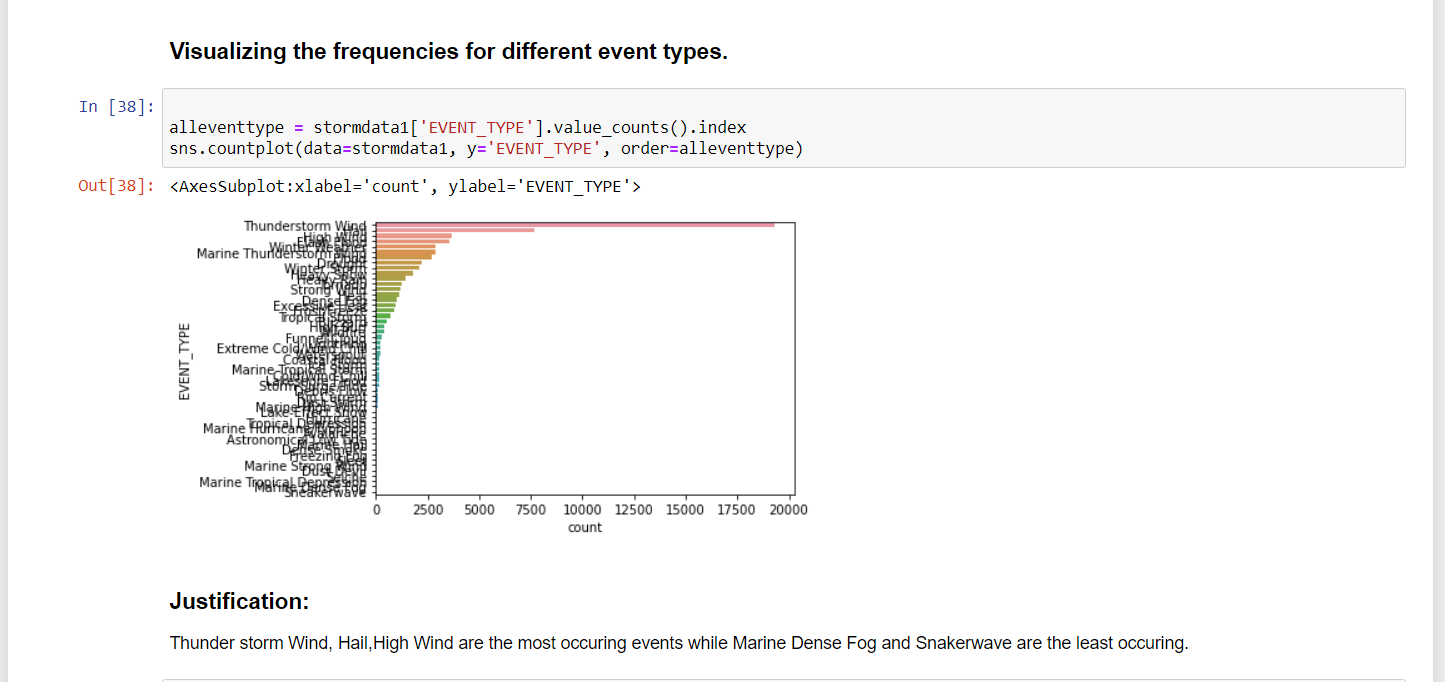 Visualizing the frequencies for different event types.
In [38]:
alleventtype = stormdata1['EVENT_TYPE'].value_counts().index
sns.countplot(data=stormdata1, y='EVENT_TYPE', order=alleventtype)
Out[38]: <AxesSubplot:xlabel='count', ylabel='EVENT_TYPE'>
Thunderstorm Wind
Hail
High Wind
Flash Flood
Winter Weather
Marine Thunderstorm Wind
Flood
Drought
Winter Storm
Heavy Snow
Heavy Rain
Tornado
Strong Wind
Heat
Dense Fog
Excessive Heat
Frost/Freeze
Tropical Storm
Blizzard
High Surf
Wildfire
Funnel Cloud
Lightning
Extreme Cold/Wind Chill
Waterspout
Coastal Flood
Ice Storm
Marine Tropical Storm
Cold/Wind Chill
Lakeshore Flood
Storm Surge/Tide
Debris Flow
Rip Current
Dust Storm
Marine High Wind
Lake-Effect Snow
Hurricane
Tropical Depression
Marine Hurricane/Typhoon
Avalanche
Astronomical Low Tide
Marine Hail
Dense Smoke
Freezing Fog
Sleet
Marine Strong Wind
Dust Devil
Seiche
Marine Tropical Depression
Marine Dense Fog
Sneakerwave
EVENT_TYPE
0 2500 5000 7500 10000 12500 15000 17500 20000
count
Justification:
Thunder storm Wind, Hail,High Wind are the most occuring events while Marine Dense Fog and Snakerwave are the least occuring.